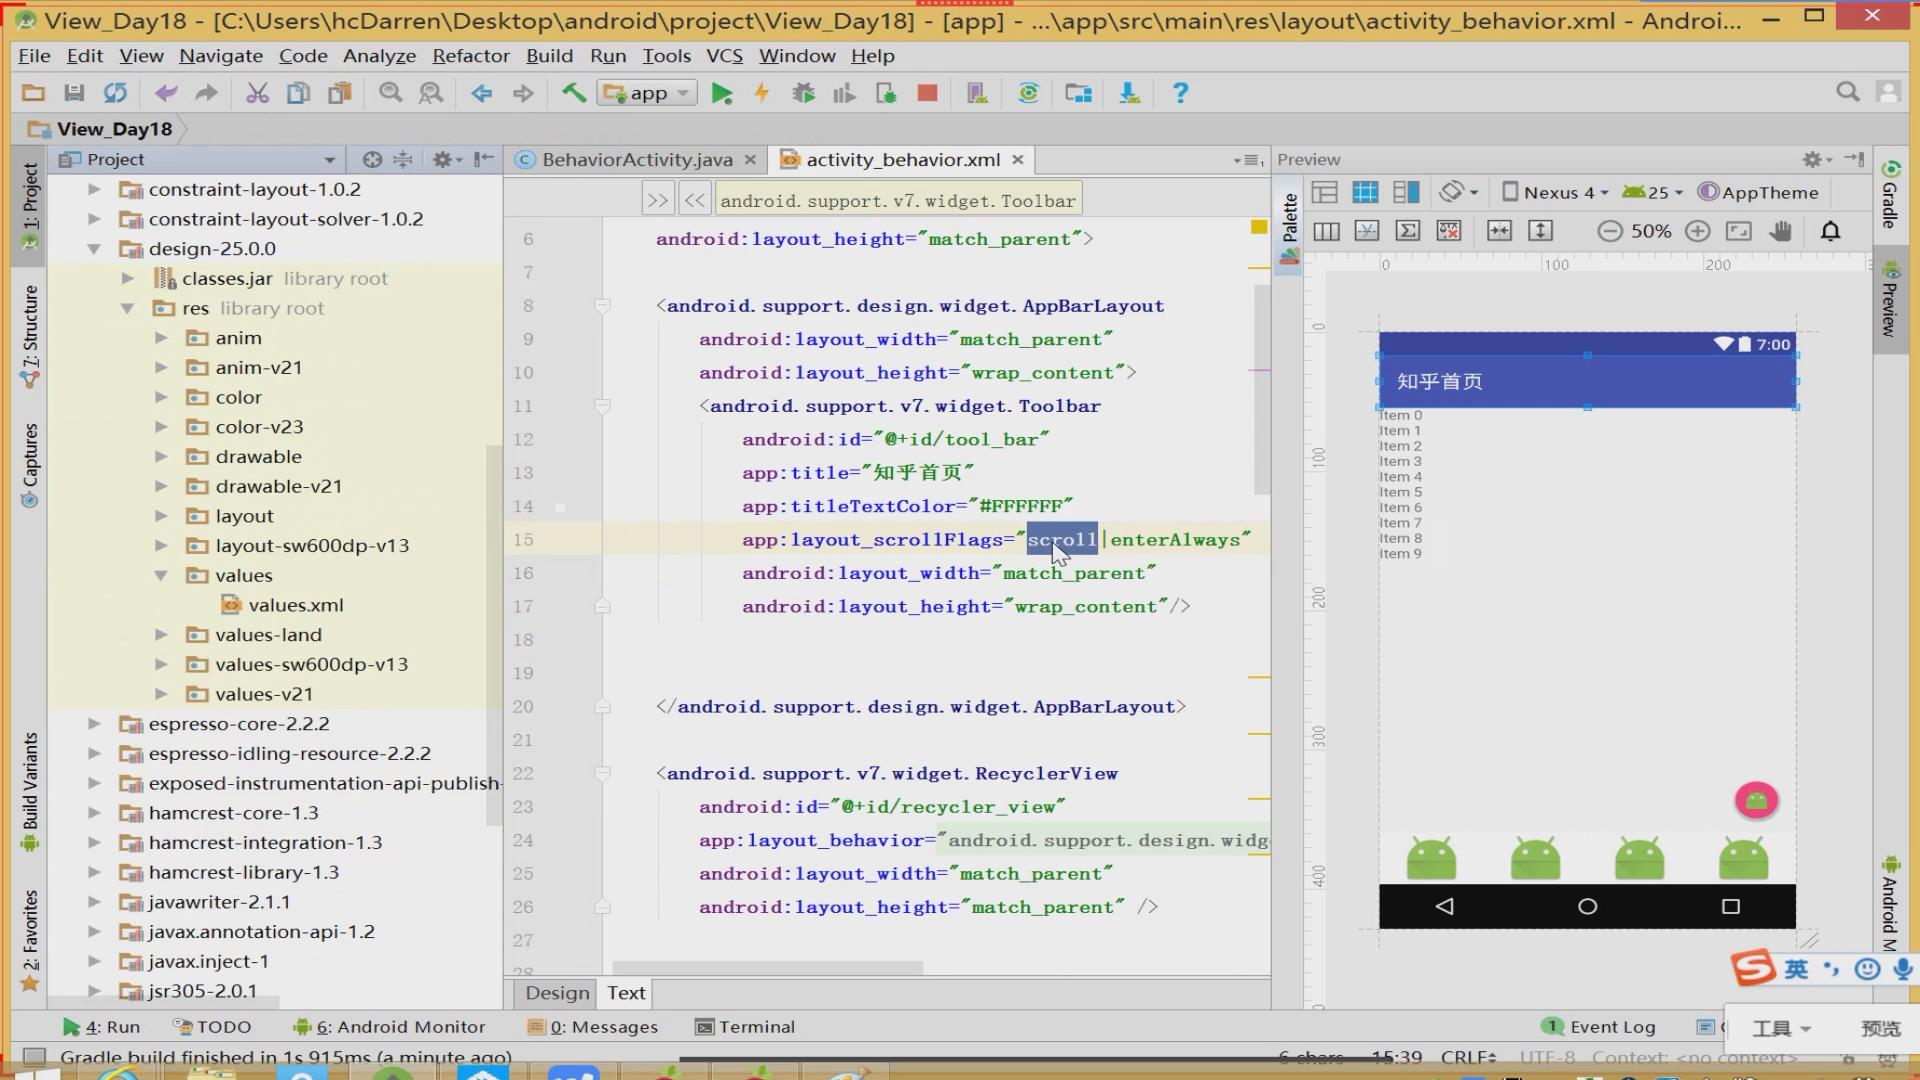 View_Day18 - [C:\Users\hcDarren\Desktop\android\project\View_Day18] - [app] - ...\app\src\main\res\layout\activity_behavior.xml - Androi...
File Edit View Navigate Code Analyze Refactor Build Run Tools VCS Window Help
app
View_Day18
Project
BehaviorActivity.java
activity_behavior.xml
Preview
1: Project
7: Structure
Captures
Build Variants
2: Favorites
constraint-layout-1.0.2
constraint-layout-solver-1.0.2
design-25.0.0
classes.jar library root
res library root
anim
anim-v21
color
color-v23
drawable
drawable-v21
layout
layout-sw600dp-v13
values
values.xml
values-land
values-sw600dp-v13
values-v21
espresso-core-2.2.2
espresso-idling-resource-2.2.2
exposed-instrumentation-api-publish-
hamcrest-core-1.3
hamcrest-integration-1.3
hamcrest-library-1.3
javawriter-2.1.1
javax.annotation-api-1.2
javax.inject-1
jsr305-2.0.1
>> << android.support.v7.widget.Toolbar
6 android:layout_height="match_parent">
7
8 <android.support.design.widget.AppBarLayout
9 android:layout_width="match_parent"
10 android:layout_height="wrap_content">
11 <android.support.v7.widget.Toolbar
12 android:id="@+id/tool_bar"
13 app:title="知乎首页"
14 app:titleTextColor="#FFFFFF"
15 app:layout_scrollFlags="scroll|enterAlways"
16 android:layout_width="match_parent"
17 android:layout_height="wrap_content"/>
18
19
20 </android.support.design.widget.AppBarLayout>
21
22 <android.support.v7.widget.RecyclerView
23 android:id="@+id/recycler_view"
24 app:layout_behavior="android.support.design.widg
25 android:layout_width="match_parent"
26 android:layout_height="match_parent" />
27
28
Design Text
Palette
Nexus 4 25 AppTheme
50%
0 100 200
0
100
200
300
400
7:00
知乎首页
Item 0
Item 1
Item 2
Item 3
Item 4
Item 5
Item 6
Item 7
Item 8
Item 9
Gradle
Preview
Android M
英
工具 预览
4: Run TODO 6: Android Monitor 0: Messages Terminal 1 Event Log
Gradle build finished in 1s 915ms (a minute ago) 6 chars 15:39 CRLF UTF-8 Context: <no context>